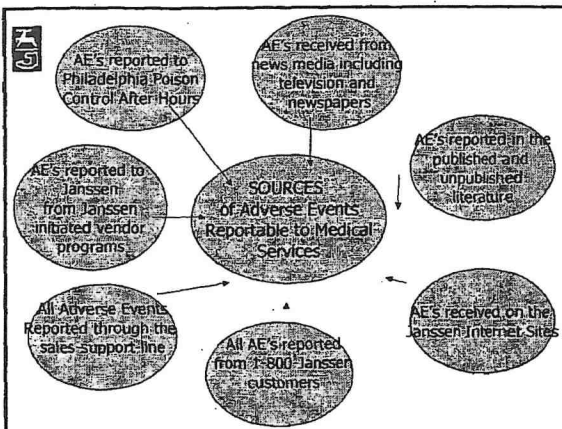 AE's reported to
Philadelphia Poison
Control After Hours
AE's received from
news media including
television and
newspapers
AE's reported in the
published and
unpublished
literature
AE's reported to
Janssen
from Janssen
initiated vendor
programs
SOURCES
of Adverse Events
Reportable to Medical
Services
All Adverse Events
Reported through the
sales support line
All AE's reported
from 1-800-Janssen
customers
AE's received on the
Janssen Internet Sites